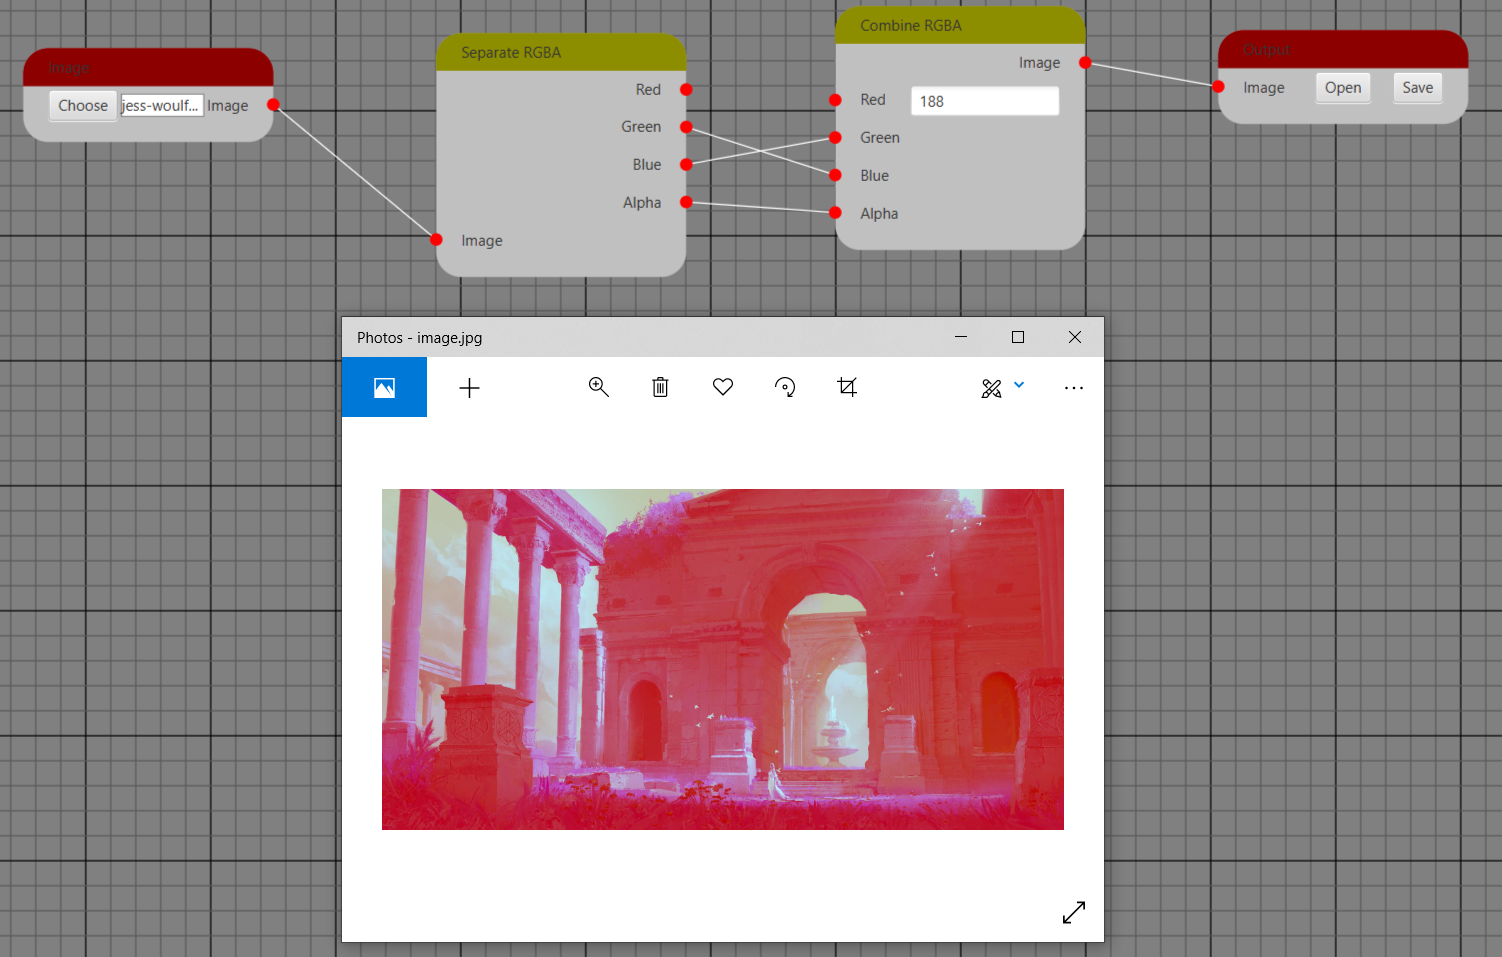 Image
Choose jess-woulf... Image
Separate RGBA
Red
Green
Blue
Alpha
Image
Combine RGBA
Image
Red 188
Green
Blue
Alpha
Output
Image Open Save
Photos - image.jpg